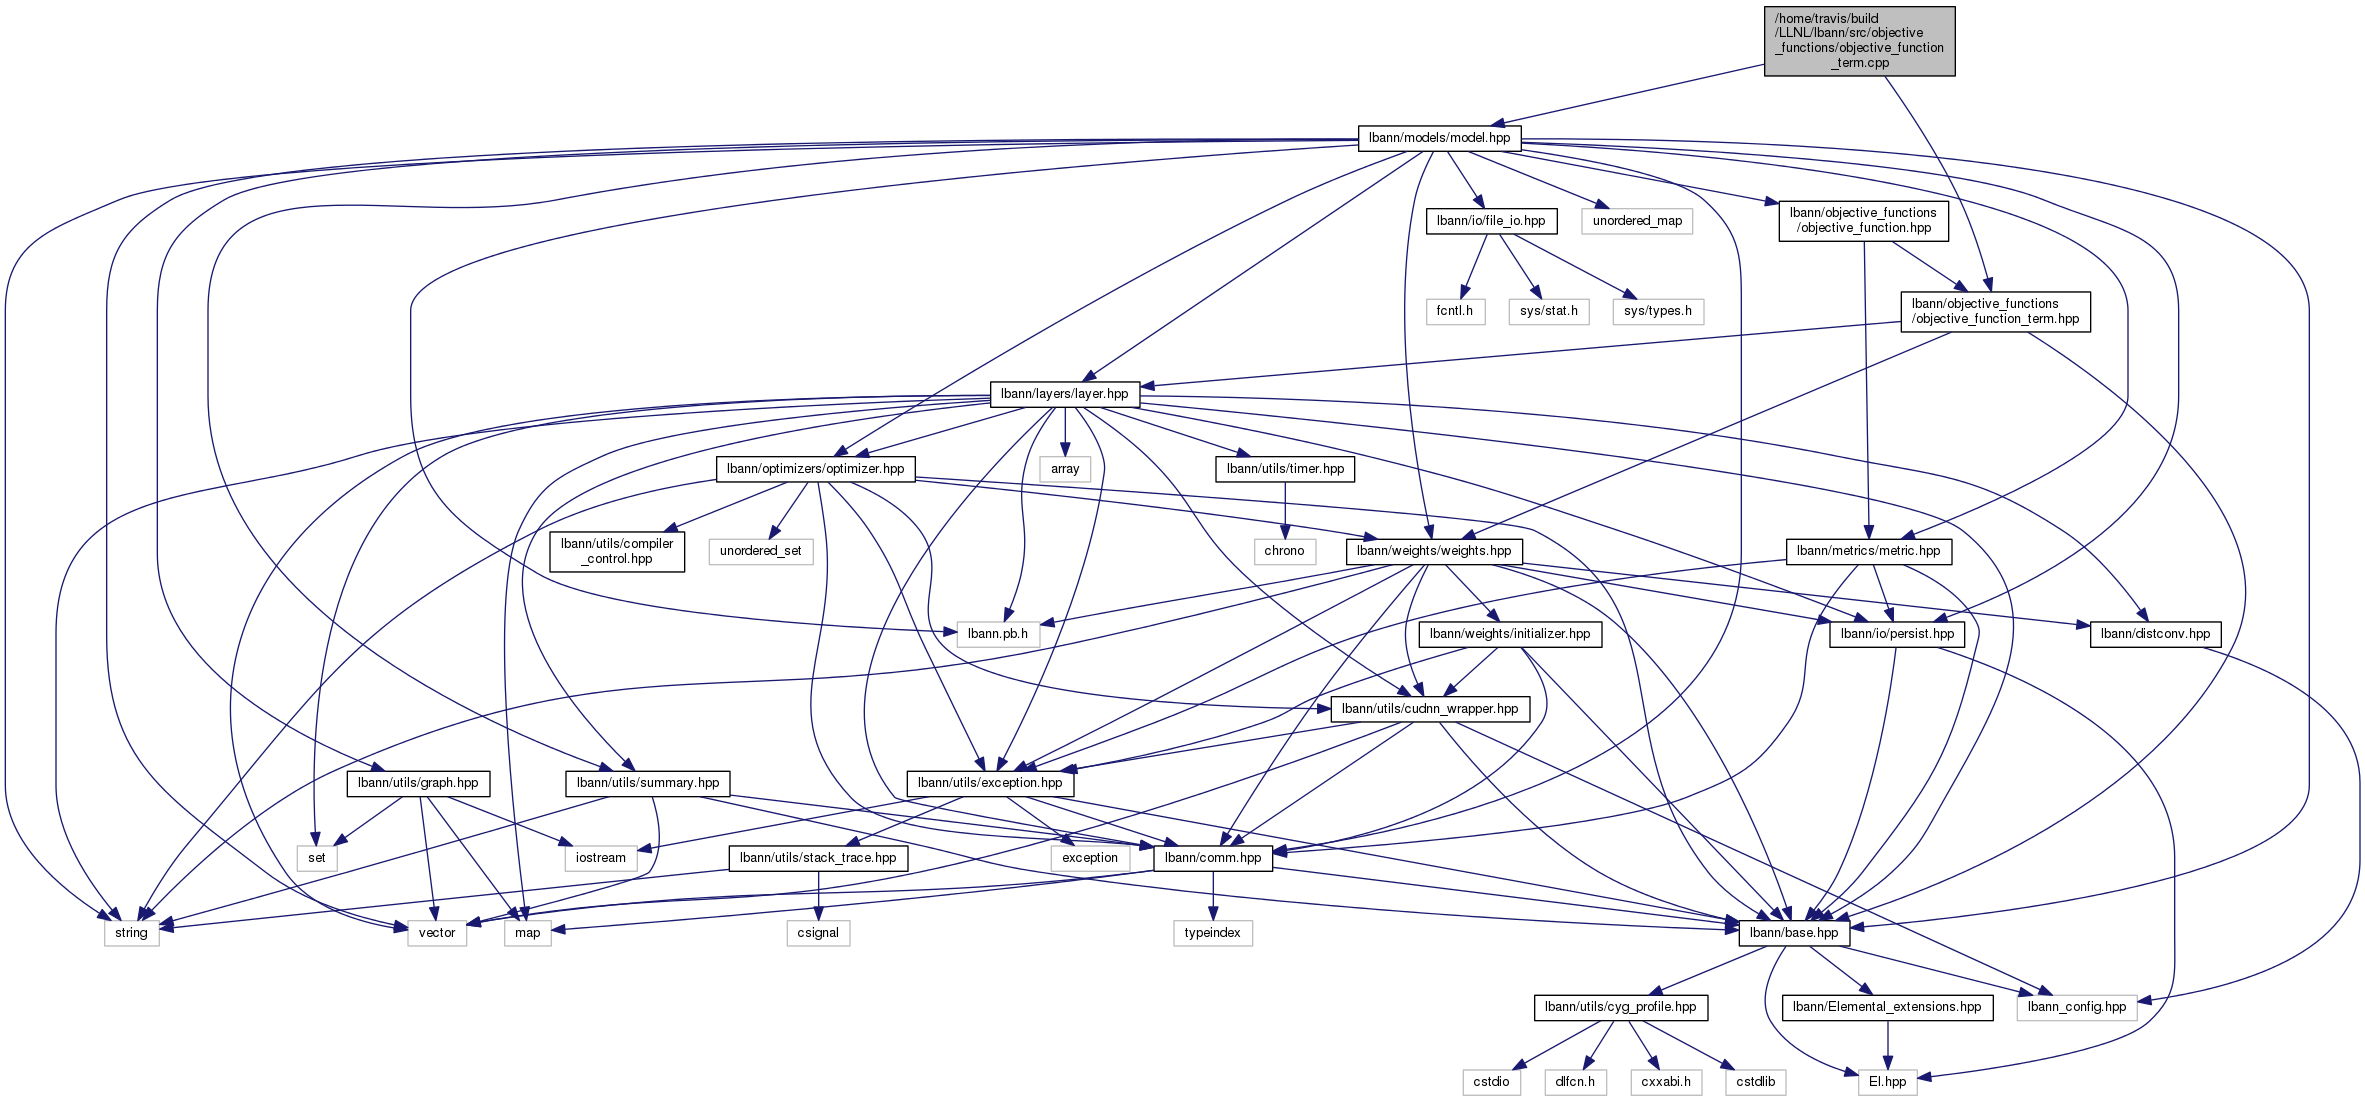 /home/travis/build
/LLNL/lbann/src/objective
_functions/objective_function
_term.cpp
lbann/models/model.hpp
lbann/io/file_io.hpp
unordered_map
lbann/objective_functions
/objective_function.hpp
fcntl.h
sys/stat.h
sys/types.h
lbann/objective_functions
/objective_function_term.hpp
lbann/layers/layer.hpp
lbann/optimizers/optimizer.hpp
array
lbann/utils/timer.hpp
lbann/utils/compiler
_control.hpp
unordered_set
chrono
lbann/weights/weights.hpp
lbann/metrics/metric.hpp
lbann.pb.h
lbann/weights/initializer.hpp
lbann/io/persist.hpp
lbann/distconv.hpp
lbann/utils/cudnn_wrapper.hpp
lbann/utils/graph.hpp
lbann/utils/summary.hpp
lbann/utils/exception.hpp
set
iostream
lbann/utils/stack_trace.hpp
exception
lbann/comm.hpp
string
vector
map
csignal
typeindex
lbann/base.hpp
lbann/utils/cyg_profile.hpp
lbann/Elemental_extensions.hpp
lbann_config.hpp
cstdio
dlfcn.h
cxxabi.h
cstdlib
El.hpp